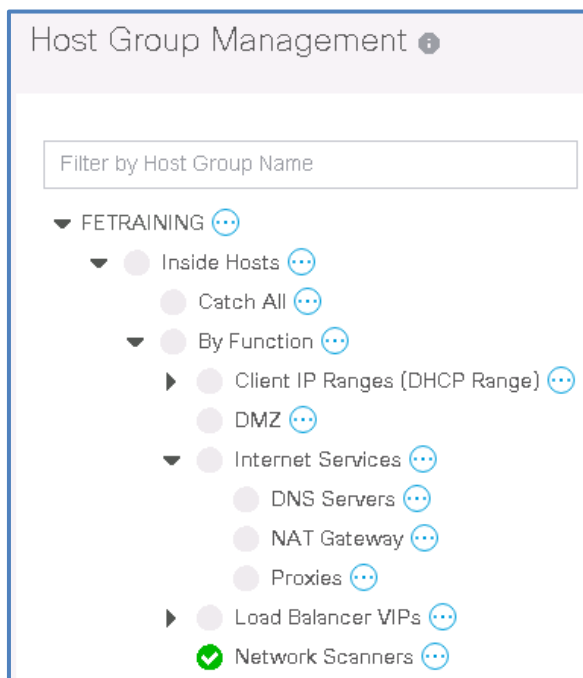 Host Group Management
Filter by Host Group Name
FETRAINING
Inside Hosts
Catch All
By Function
Client IP Ranges (DHCP Range)
DMZ
Internet Services
DNS Servers
NAT Gateway
Proxies
Load Balancer VIPs
Network Scanners